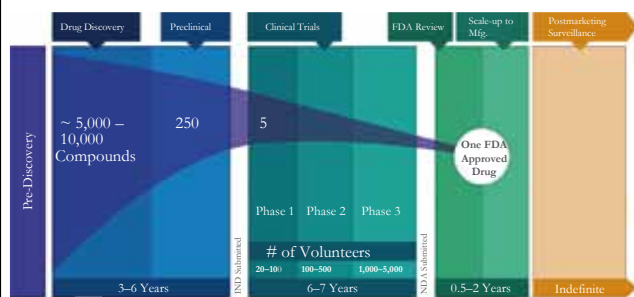 Drug Discovery
Preclinical
Clinical Trials
FDA Review
Scale-up to
Mfg.
Postmarketing
Surveillance
Pre-Discovery
~ 5,000 –
10,000
Compounds
250
5
One FDA
Approved
Drug
Phase 1
Phase 2
Phase 3
# of Volunteers
20–100
100–500
1,000–5,000
IND Submitted
NDA Submitted
3–6 Years
6–7 Years
0.5–2 Years
Indefinite